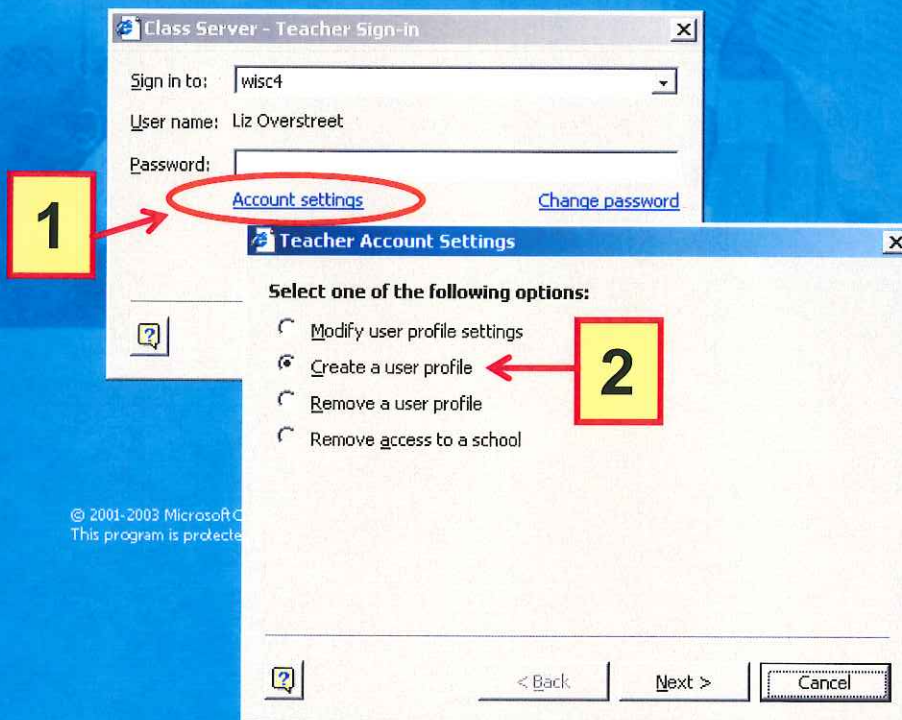 Class Server - Teacher Sign-in
Sign in to: wisc4
User name: Liz Overstreet
Password:
Account settings Change password
1
Teacher Account Settings
Select one of the following options:
Modify user profile settings
Create a user profile
2
Remove a user profile
Remove access to a school
© 2001-2003 Microsoft
This program is
< Back Next > Cancel